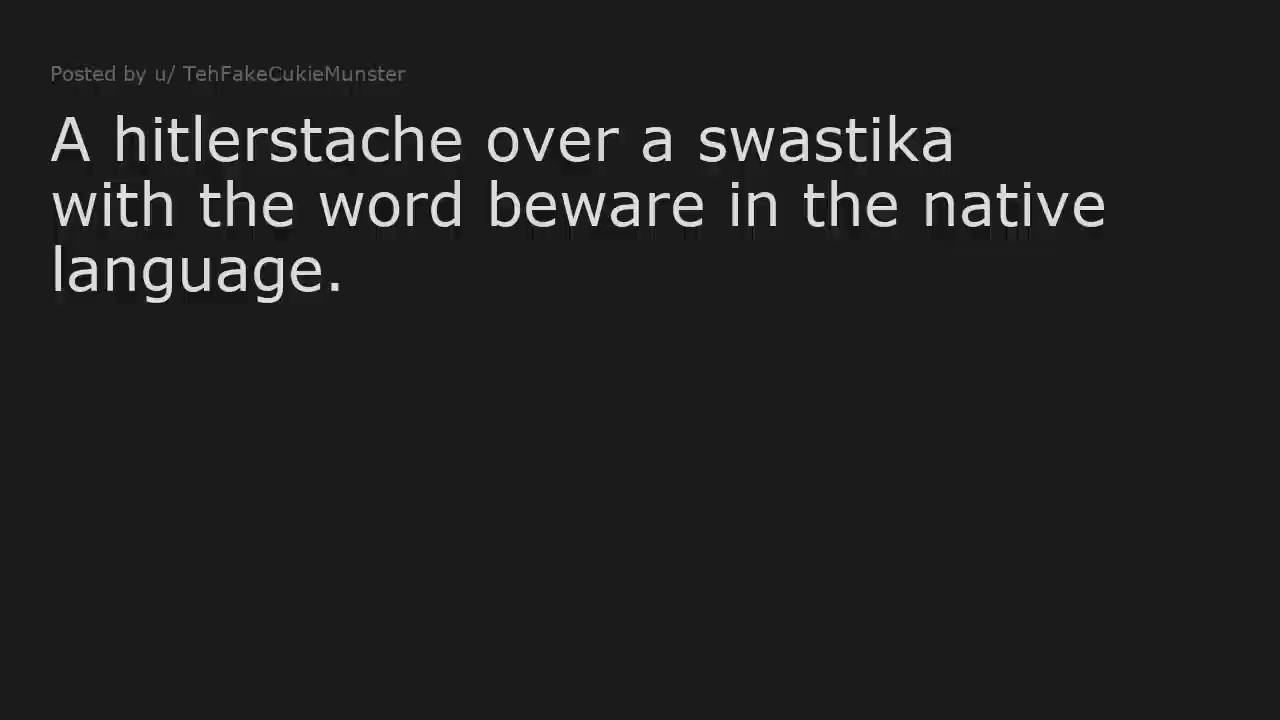 Posted by u/ TehFakeCukieMunster
A hitlerstache over a swastika
with the word beware in the native
language.